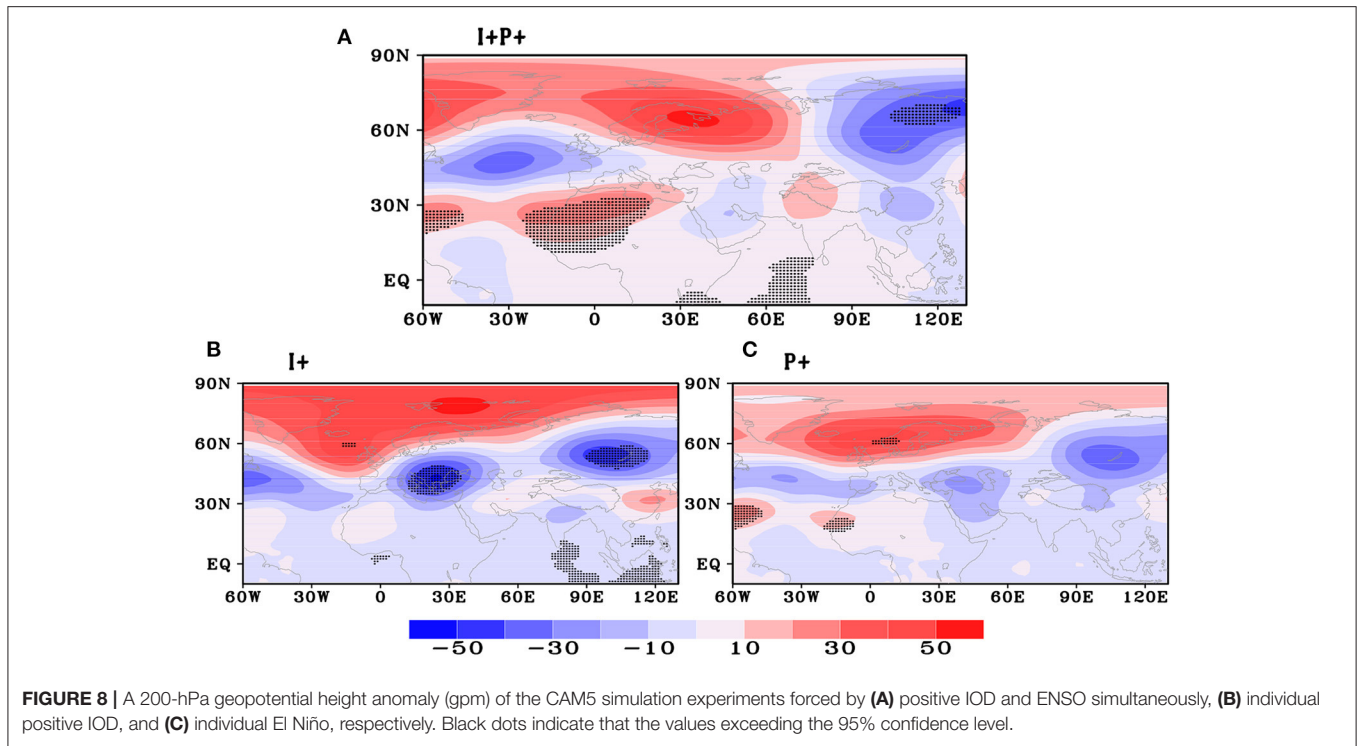 A I+P+
90N
60N
30N
EQ
60W 30W 0 30E 60E 90E 120E
B I+
90N
60N
30N
EQ
60W 30W 0 30E 60E 90E 120E
C P+
90N
60N
30N
EQ
60W 30W 0 30E 60E 90E 120E
−50 −30 −10 10 30 50
FIGURE 8 | A 200-hPa geopotential height anomaly (gpm) of the CAM5 simulation experiments forced by (A) positive IOD and ENSO simultaneously, (B) individual
positive IOD, and (C) individual El Niño, respectively. Black dots indicate that the values exceeding the 95% confidence level.